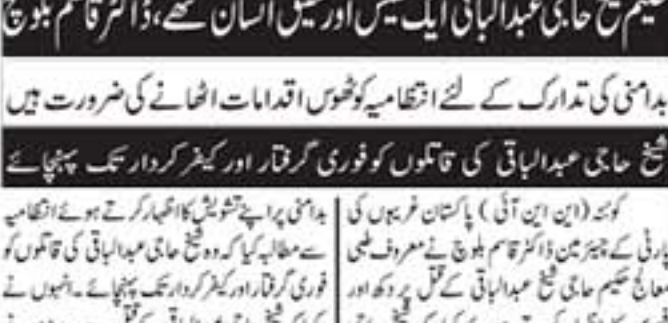 حکیم شیخ حاجی عبدالباقی ایک نفیس اور شفیق انسان تھے، ڈاکٹر قاسم بلوچ
بدامنی کی تدارک کے لئے انتظامیہ کو ٹھوس اقدامات اٹھانے کی ضرورت ہیں
شیخ حاجی عبدالباقی کی قاتلوں کو فوری گرفتار اور کیفر کردار تک پہنچائے
کوئٹہ (این این آئی) پاکستان غریبوں کی
پارٹی کے چیئرمین ڈاکٹر قاسم بلوچ نے معروف طبی
معالج حکیم حاجی شیخ عبدالباقی کے قتل پر دکھ اور
بدامنی پر اپنے تشویش کا اظہار کرتے ہوئے انتظامیہ
سے مطالبہ کیا کہ وہ شیخ حاجی عبدالباقی کی قاتلوں کو
فوری گرفتار اور کیفر کردار تک پہنچائے ۔ انہوں نے